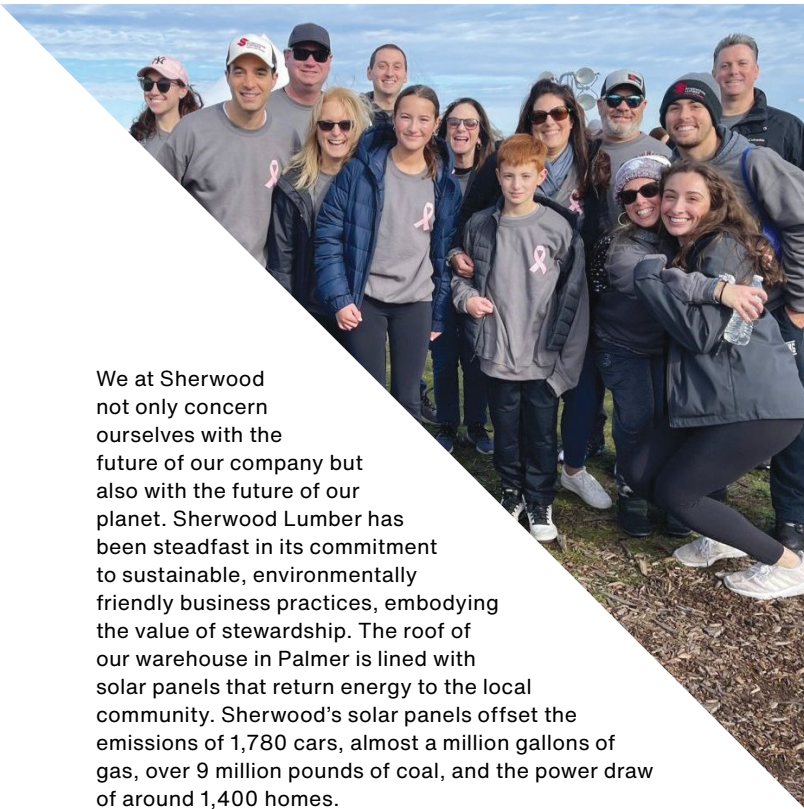 We at Sherwood
not only concern
ourselves with the
future of our company but
also with the future of our
planet. Sherwood Lumber has
been steadfast in its commitment
to sustainable, environmentally
friendly business practices, embodying
the value of stewardship. The roof of
our warehouse in Palmer is lined with
solar panels that return energy to the local
community. Sherwood’s solar panels offset the
emissions of 1,780 cars, almost a million gallons of
gas, over 9 million pounds of coal, and the power draw
of around 1,400 homes.